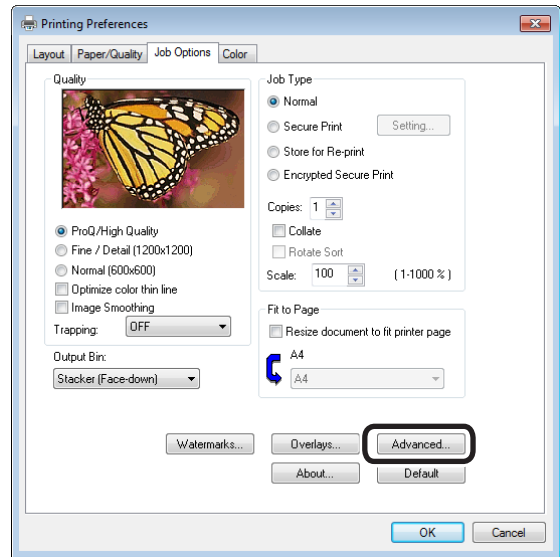 Printing Preferences
Layout Paper/Quality Job Options Color
Quality
ProQ/High Quality
Fine / Detail (1200x1200)
Normal (600x600)
Optimize color thin line
Image Smoothing
Trapping: OFF
Output Bin:
Stacker (Face-down)
Job Type
Normal
Secure Print Setting...
Store for Re-print
Encrypted Secure Print
Copies: 1
Collate
Rotate Sort
Scale: 100 (1-1000 %)
Fit to Page
Resize document to fit printer page
A4
A4
Watermarks... Overlays... Advanced...
About... Default
OK Cancel